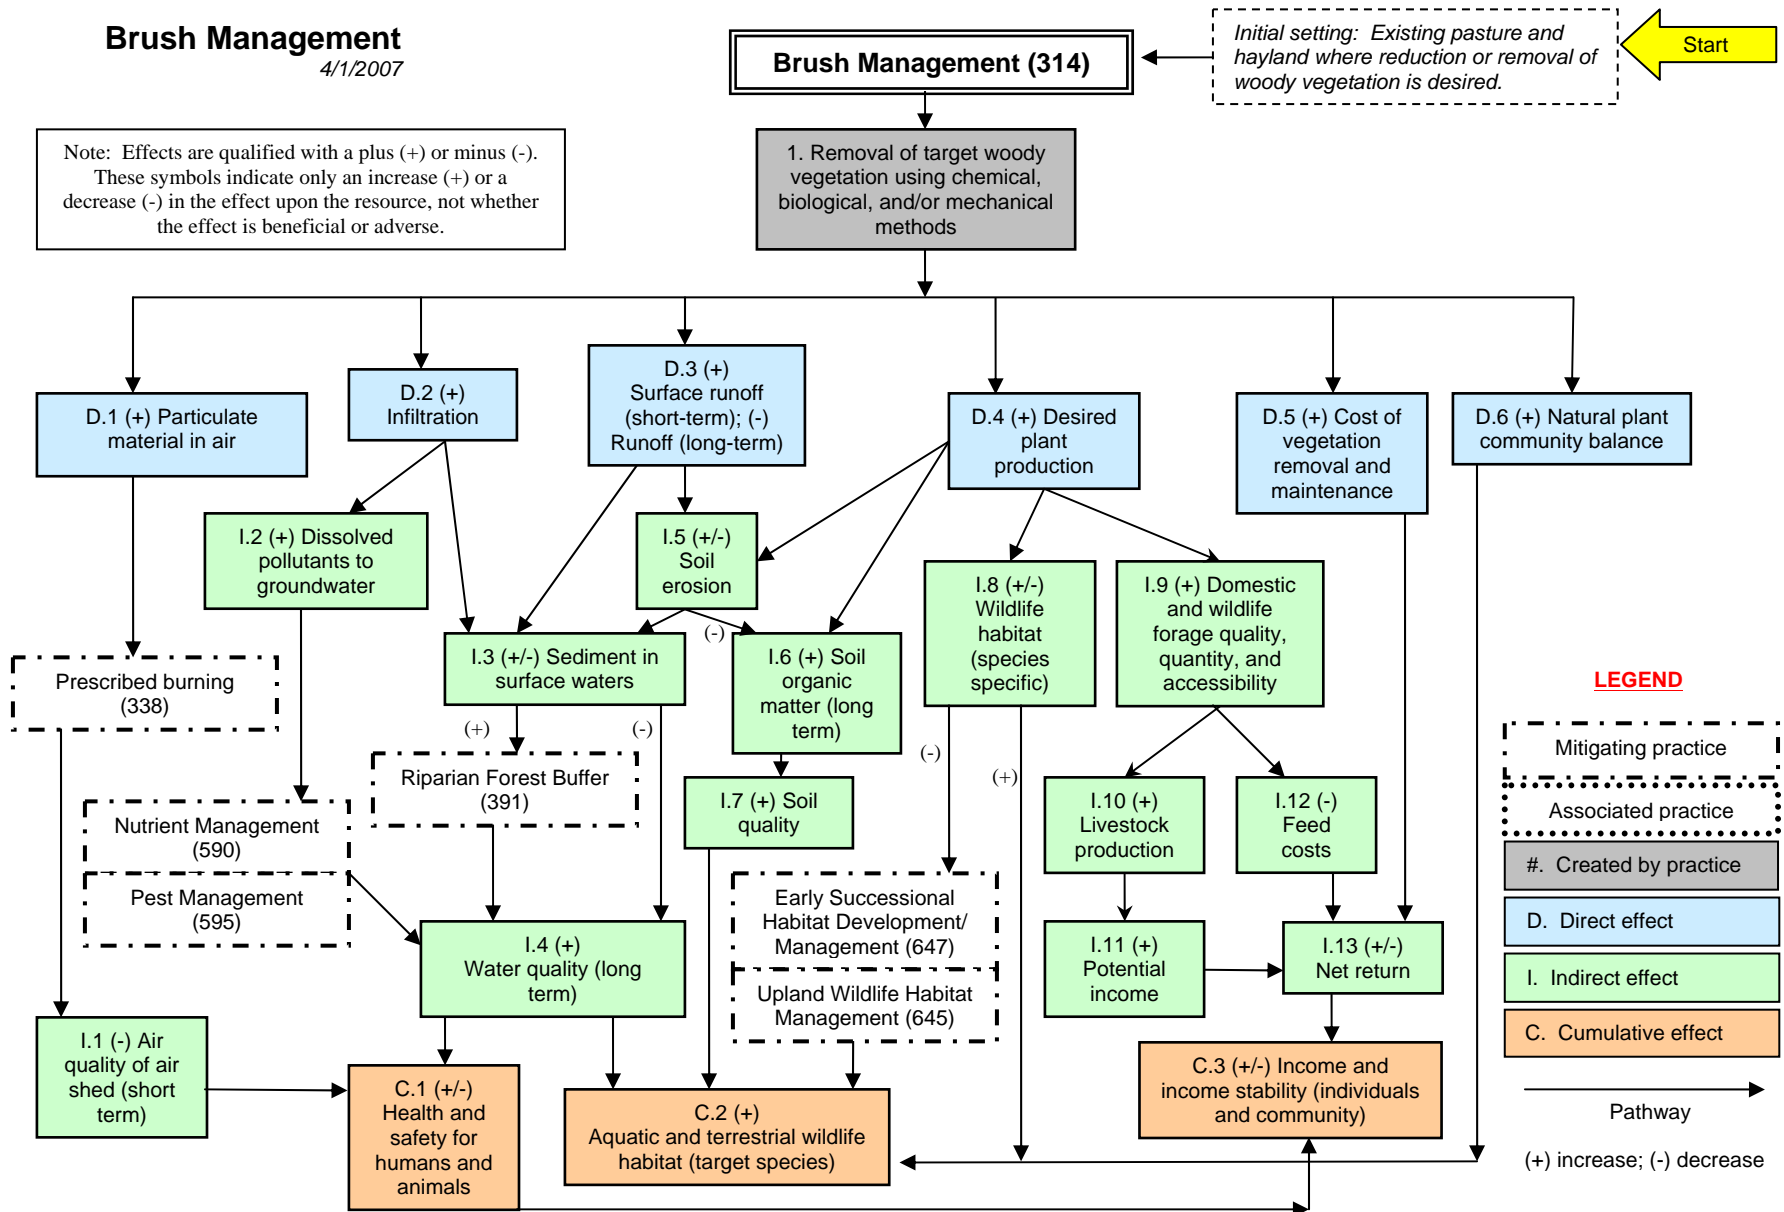 Brush Management
4/1/2007
Brush Management (314)
Initial setting:  Existing pasture and
hayland where reduction or removal of
woody vegetation is desired.
Start
Note:  Effects are qualified with a plus (+) or minus (-).
These symbols indicate only an increase (+) or a
decrease (-) in the effect upon the resource, not whether
the effect is beneficial or adverse.
1. Removal of target woody
vegetation using chemical,
biological, and/or mechanical
methods
D.1 (+) Particulate
material in air
D.2 (+)
Infiltration
D.3 (+)
Surface runoff
(short-term); (-)
Runoff (long-term)
D.4 (+) Desired
plant
production
D.5 (+) Cost of
vegetation
removal and
maintenance
D.6 (+) Natural plant
community balance
I.2 (+) Dissolved
pollutants to
groundwater
I.5 (+/-)
Soil
erosion
I.8 (+/-)
Wildlife
habitat
(species
specific)
I.9 (+) Domestic
and wildlife
forage quality,
quantity, and
accessibility
(-)
I.3 (+/-) Sediment in
surface waters
I.6 (+) Soil
organic
matter (long
term)
Prescribed burning
(338)
(+)
(-)
(-)
(+)
Riparian Forest Buffer
(391)
I.7 (+) Soil
quality
I.10 (+)
Livestock
production
I.12 (-)
Feed
costs
Nutrient Management
(590)
Pest Management
(595)
Early Successional
Habitat Development/
Management (647)
Upland Wildlife Habitat
Management (645)
I.4 (+)
Water quality (long
term)
I.11 (+)
Potential
income
I.13 (+/-)
Net return
I.1 (-) Air
quality of air
shed (short
term)
C.1 (+/-)
Health and
safety for
humans and
animals
C.2 (+)
Aquatic and terrestrial wildlife
habitat (target species)
C.3 (+/-) Income and
income stability (individuals
and community)
LEGEND
Mitigating practice
Associated practice
#.  Created by practice
D.  Direct effect
I.  Indirect effect
C.  Cumulative effect
Pathway
(+) increase; (-) decrease